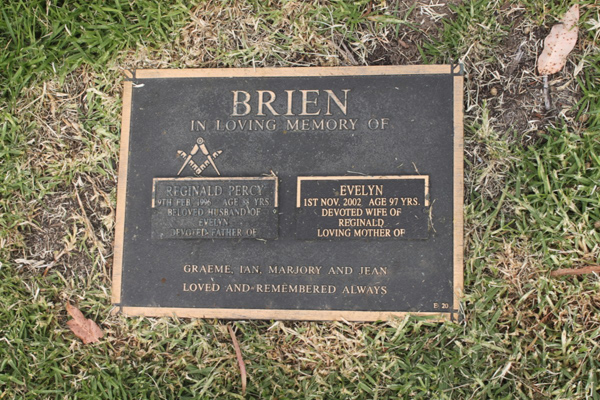 BRIEN
IN LOVING MEMORY OF
REGINALD PERCY
9TH FEB. 1996 AGE 88 YRS.
BELOVED HUSBAND OF
EVELYN
DEVOTED FATHER OF
EVELYN
1ST NOV. 2002 AGE 97 YRS.
DEVOTED WIFE OF
REGINALD
LOVING MOTHER OF
GRAEME, IAN, MARJORY AND JEAN
LOVED AND REMEMBERED ALWAYS
E 20